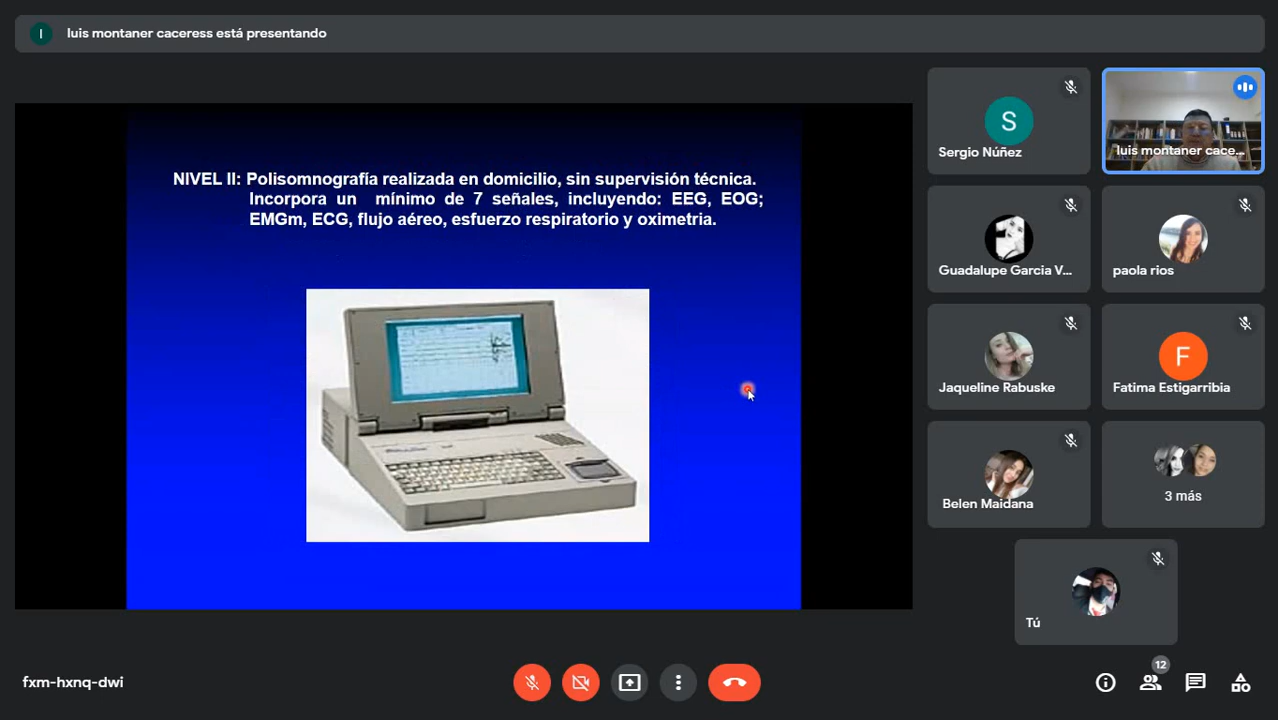 luis montaner caceress está presentando
I
NIVEL II: Polisomnografía realizada en domicilio, sin supervisión técnica.
Incorpora un mínimo de 7 señales, incluyendo: EEG, EOG;
EMGm, ECG, flujo aéreo, esfuerzo respiratorio y oximetria.
S
Sergio Núñez
luis montaner cace...
Guadalupe Garcia V...
paola rios
Jaqueline Rabuske
F
Fatima Estigarribia
Belen Maidana
3 más
Tú
fxm-hxnq-dwi
12